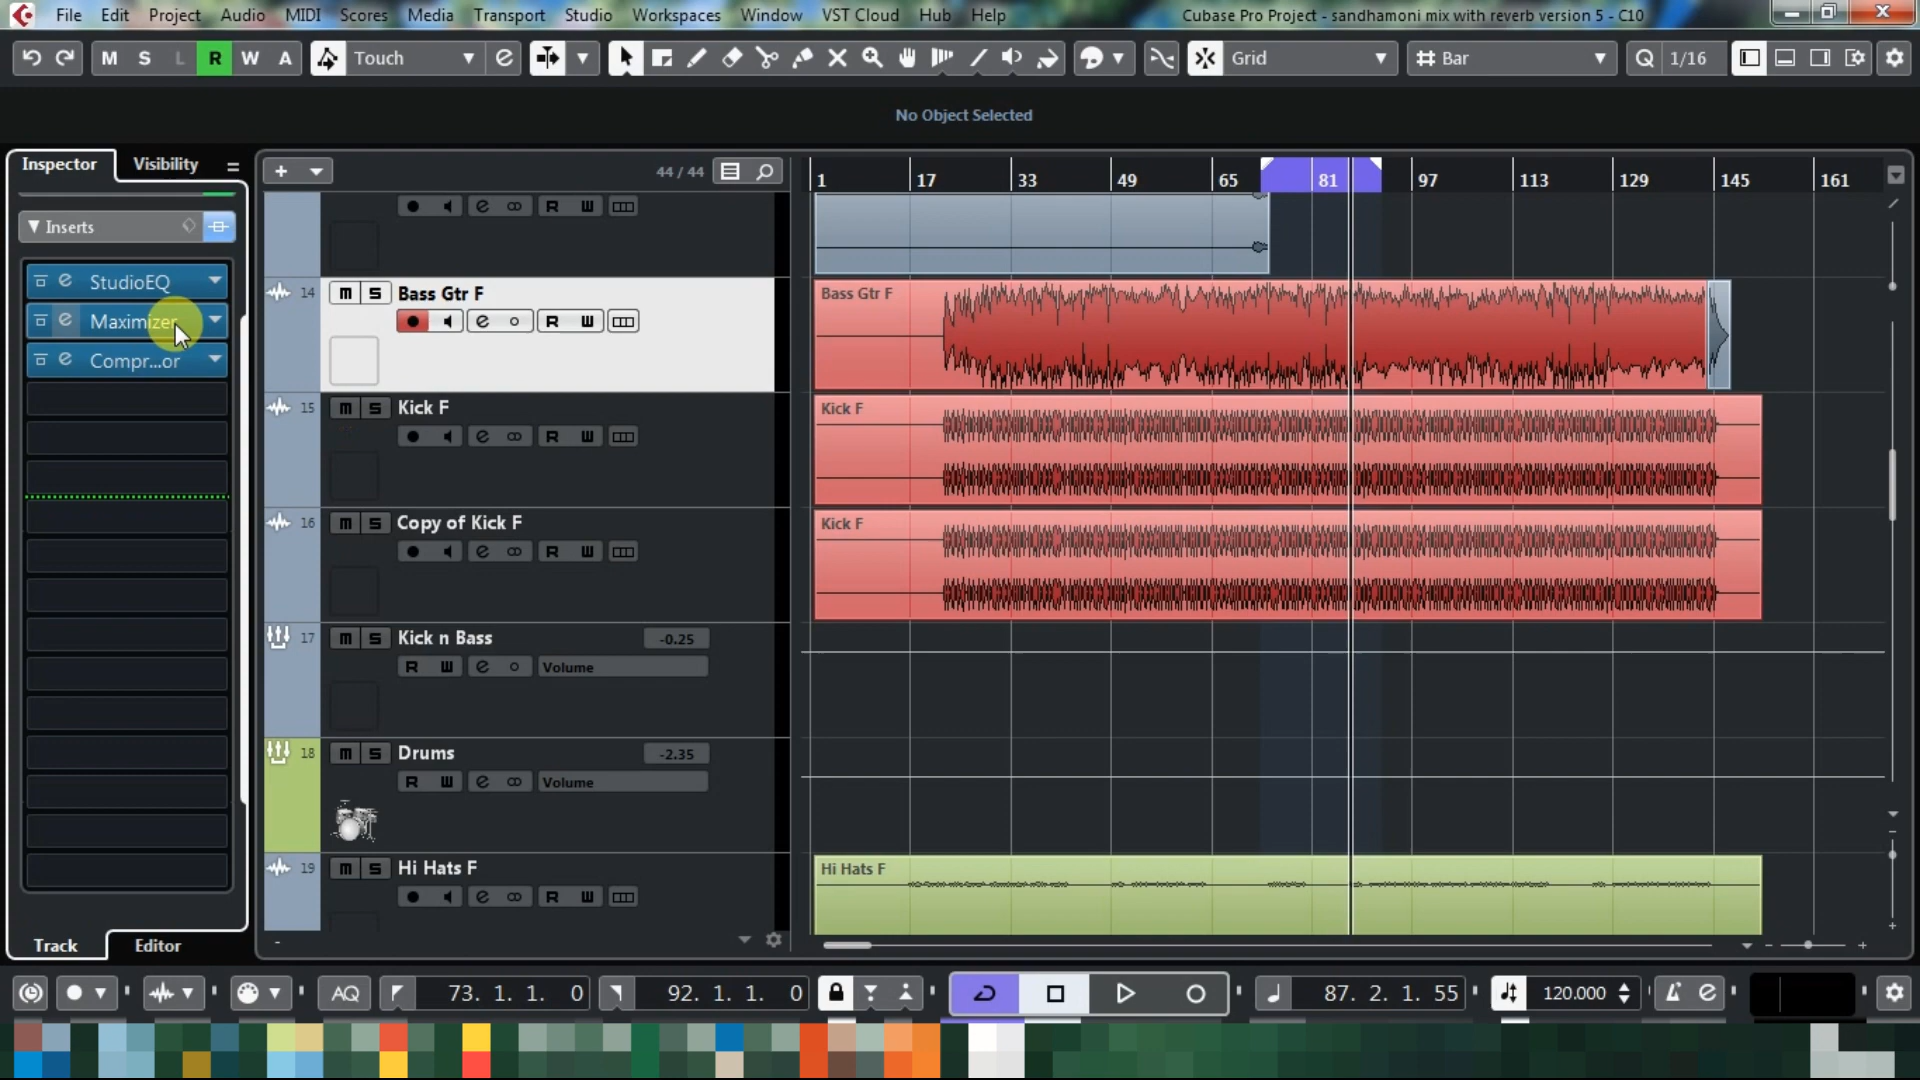 File Edit Project Audio MIDI Scores Media Transport Studio Workspaces Window VST Cloud Hub Help Cubase Pro Project - sandhamoni mix with reverb version 5 - C10
M S L R W A Touch e Grid Bar Q 1/16
No Object Selected
Inspector Visibility
44 / 44
1 17 33 49 65 81 97 113 129 145 161
Inserts
StudioEQ
Maximizer
Compr...or
R W
14 m S Bass Gtr F
R W
Bass Gtr F
15 m S Kick F
R W
Kick F
16 m S Copy of Kick F
R W
Kick F
17 m S Kick n Bass -0.25
R W Volume
18 m S Drums -2.35
R W Volume
19 m S Hi Hats F
R W
Hi Hats F
Track Editor
AQ 73. 1. 1. 0 92. 1. 1. 0 87. 2. 1. 55 120.000